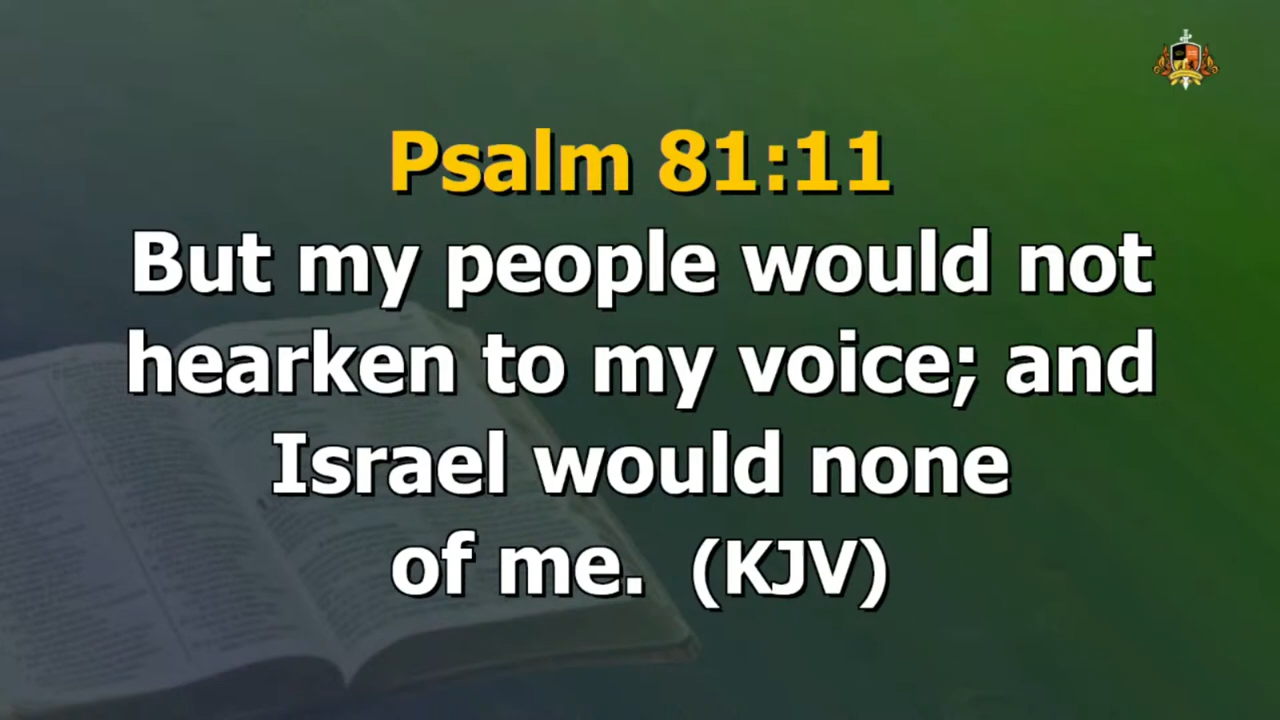 Psalm 81:11
But my people would not
hearken to my voice; and
Israel would none
of me.  (KJV)